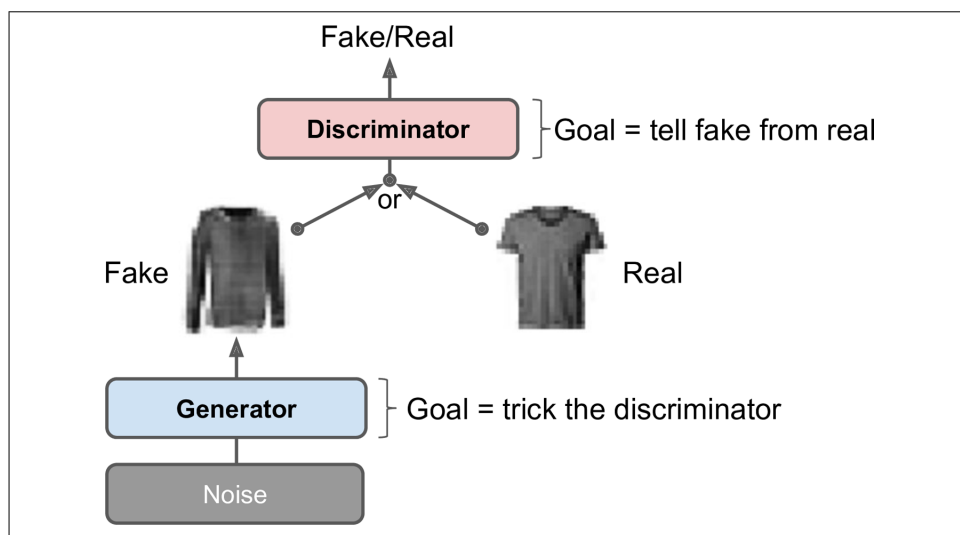 Fake/Real
Discriminator
Goal = tell fake from real
or
Fake
Real
Generator
Goal = trick the discriminator
Noise